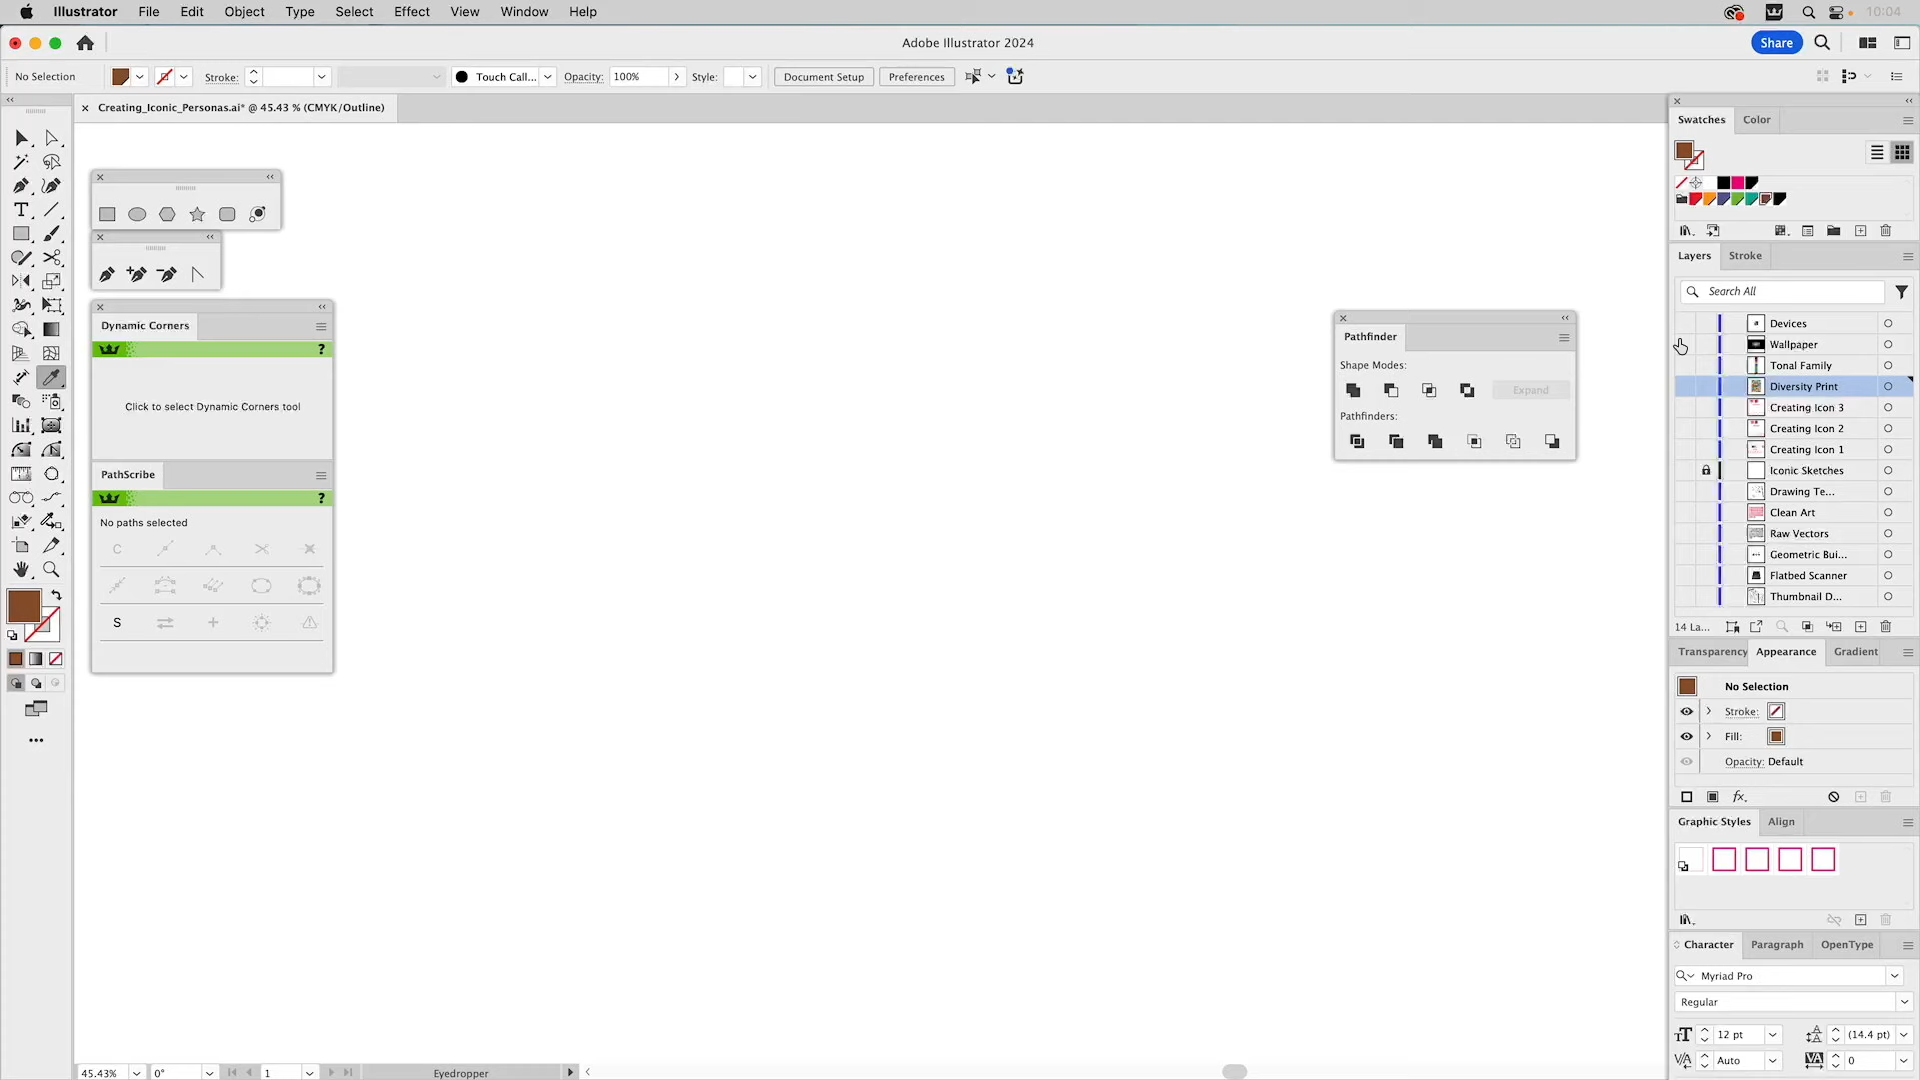 Illustrator File Edit Object Type Select Effect View Window Help 10:04
Adobe Illustrator 2024 Share
No Selection Stroke: Touch Call... Opacity: 100% Style: Document Setup Preferences
Creating_Iconic_Personas.ai* @ 45.43 % (CMYK/Outline)
Dynamic Corners
?
Click to select Dynamic Corners tool
PathScribe
?
No paths selected
C
S
Pathfinder
Shape Modes:
Expand
Pathfinders:
Swatches Color
Layers Stroke
Search All
Devices
Wallpaper
Tonal Family
Diversity Print
Creating Icon 3
Creating Icon 2
Creating Icon 1
Iconic Sketches
Drawing Te...
Clean Art
Raw Vectors
Geometric Bui...
Flatbed Scanner
Thumbnail D...
14 La...
Transparency Appearance Gradient
No Selection
Stroke:
Fill:
Opacity: Default
fx
Graphic Styles Align
Character Paragraph OpenType
Myriad Pro
Regular
12 pt (14.4 pt)
Auto 0
45.43% 0° 1 Eyedropper